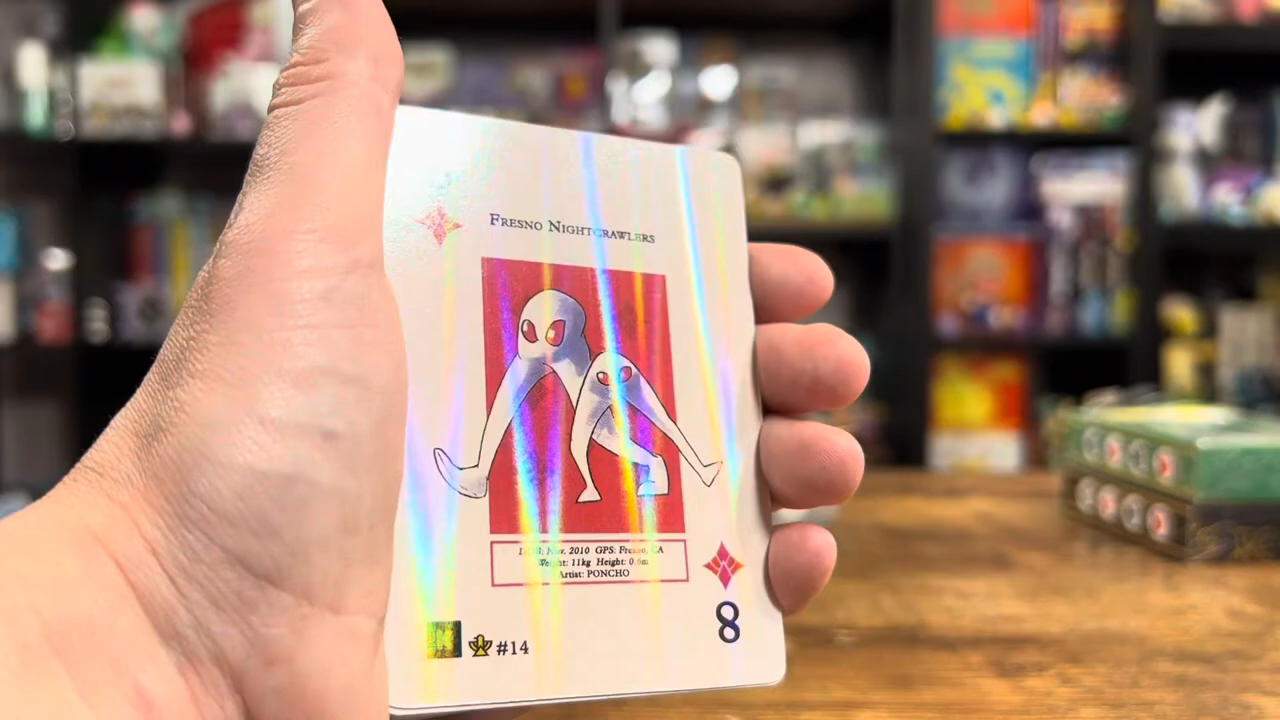 FRESNO NIGHTCRAWLERS
Nov. 2010 GPS: Fresno, CA
Weight: 11kg Height: 0.6m
Artist: PONCHO
#14
8